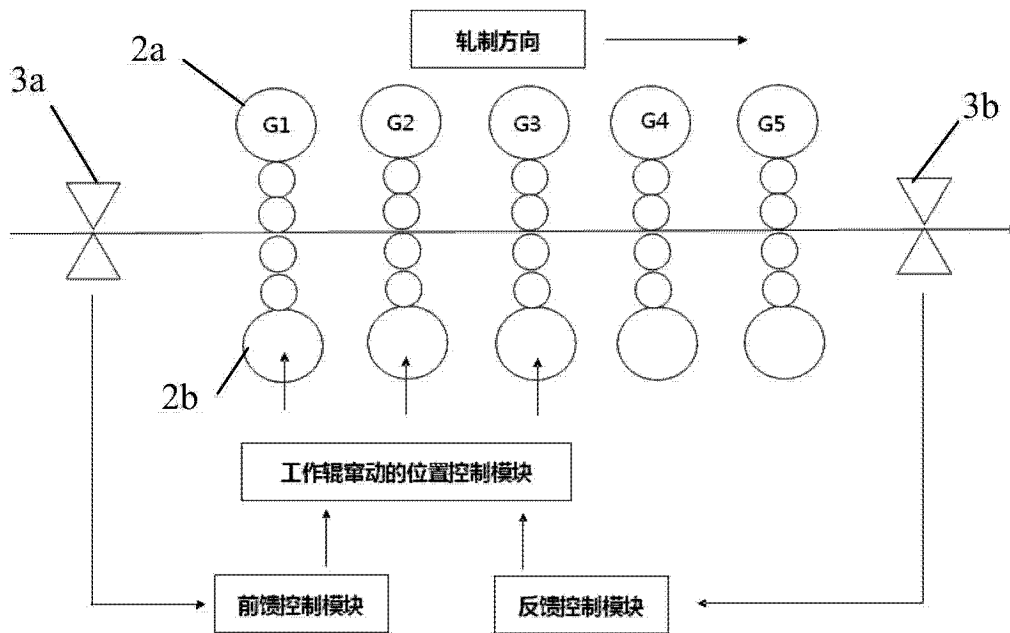 轧制方向
2a
3a
3b
G1
G2
G3
G4
G5
2b
工作辊窜动的位置控制模块
前馈控制模块
反馈控制模块